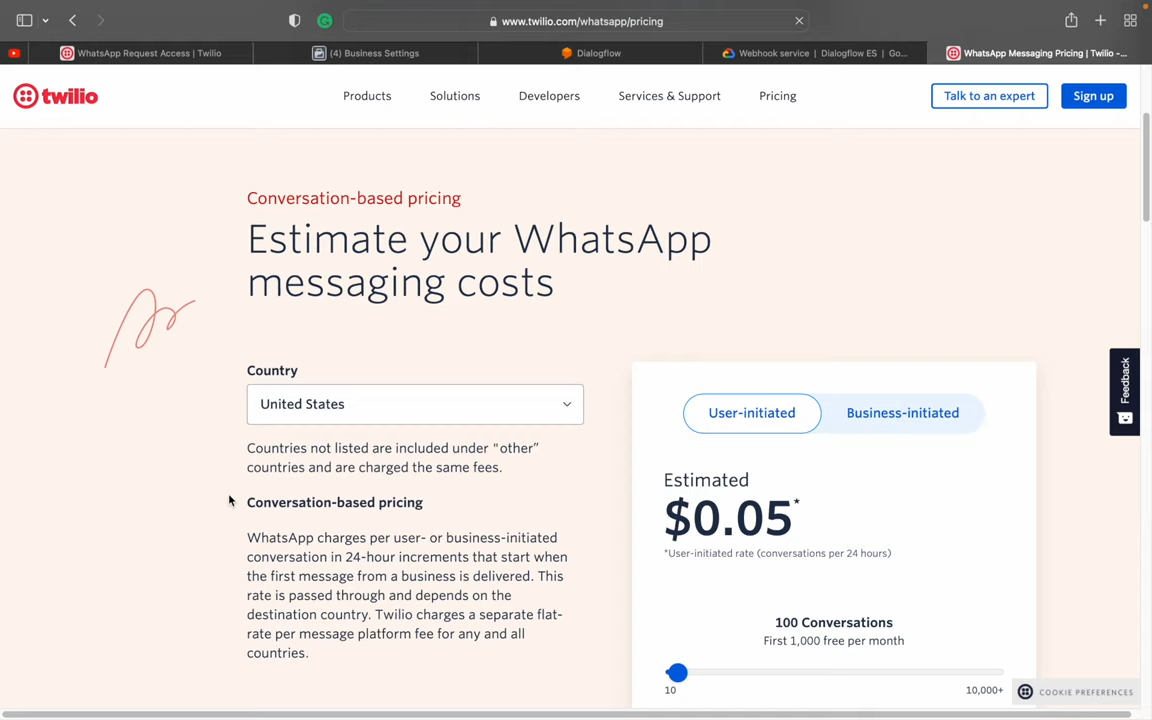 www.twilio.com/whatsapp/pricing
WhatsApp Request Access | Twilio
(4) Business Settings
Dialogflow
Webhook service | Dialogflow ES | Go...
WhatsApp Messaging Pricing | Twilio -...
twilio
Products
Solutions
Developers
Services & Support
Pricing
Talk to an expert
Sign up
Conversation-based pricing
Estimate your WhatsApp
messaging costs
Country
United States
Countries not listed are included under "other”
countries and are charged the same fees.
Conversation-based pricing
WhatsApp charges per user- or business-initiated
conversation in 24-hour increments that start when
the first message from a business is delivered. This
rate is passed through and depends on the
destination country. Twilio charges a separate flat-
rate per message platform fee for any and all
countries.
User-initiated
Business-initiated
Estimated
$0.05*
*User-initiated rate (conversations per 24 hours)
100 Conversations
First 1,000 free per month
10
10,000+
Feedback
COOKIE PREFERENCES